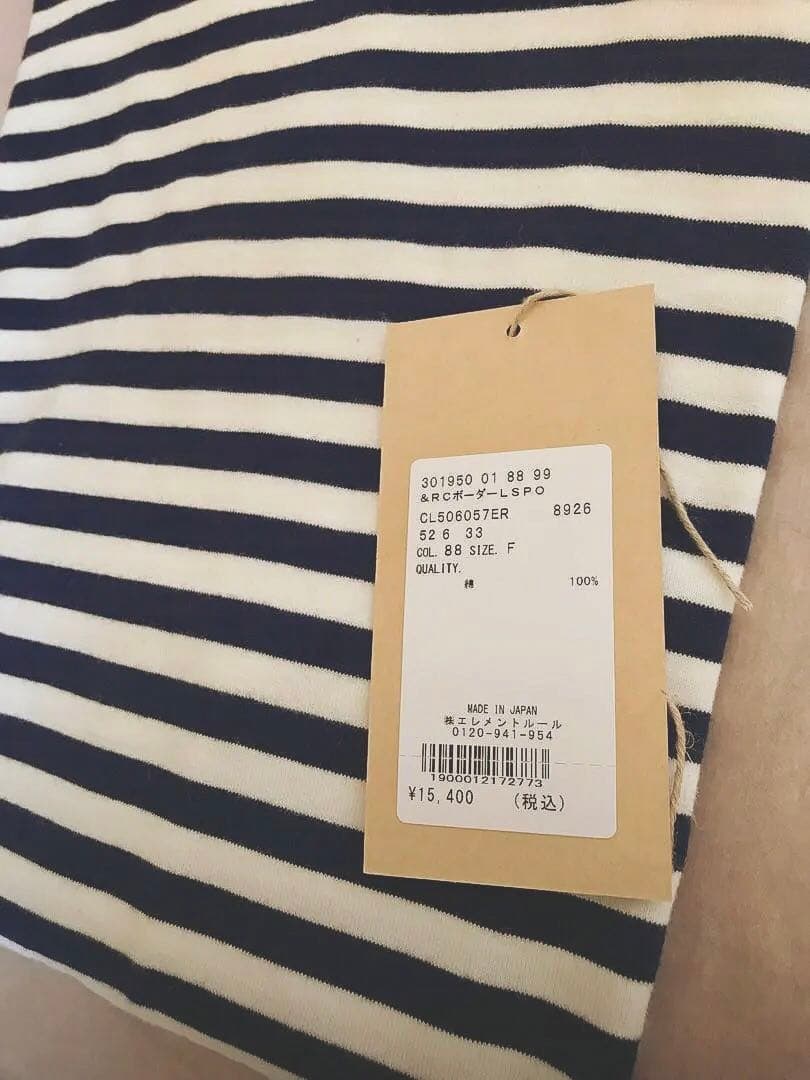 301950 01 88 99
&RCボーダーLSPO
CL506057ER 8926
52 6 33
COL. 88 SIZE. F
QUALITY.
綿 100%
MADE IN JAPAN
㈱エレメントルール
0120-941-954
1900012172773
¥15,400 (税込)